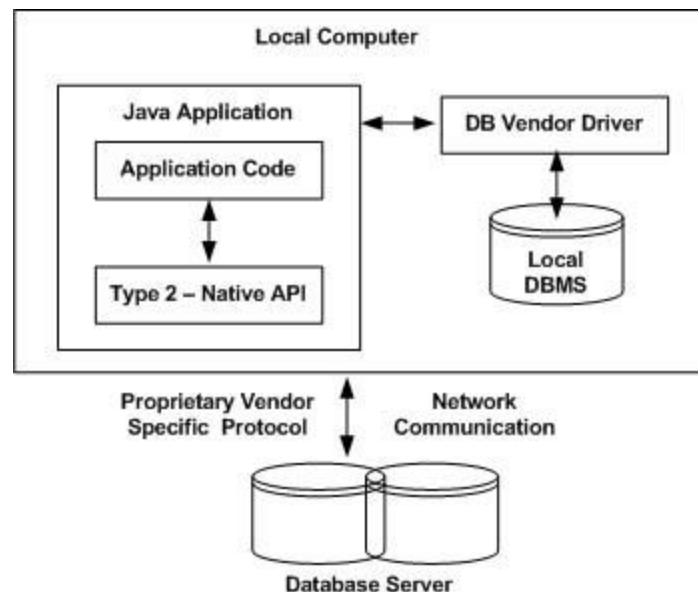 Local Computer
Java Application
Application Code
Type 2 – Native API
DB Vendor Driver
Local
DBMS
Proprietary Vendor
Specific Protocol
Network
Communication
Database Server